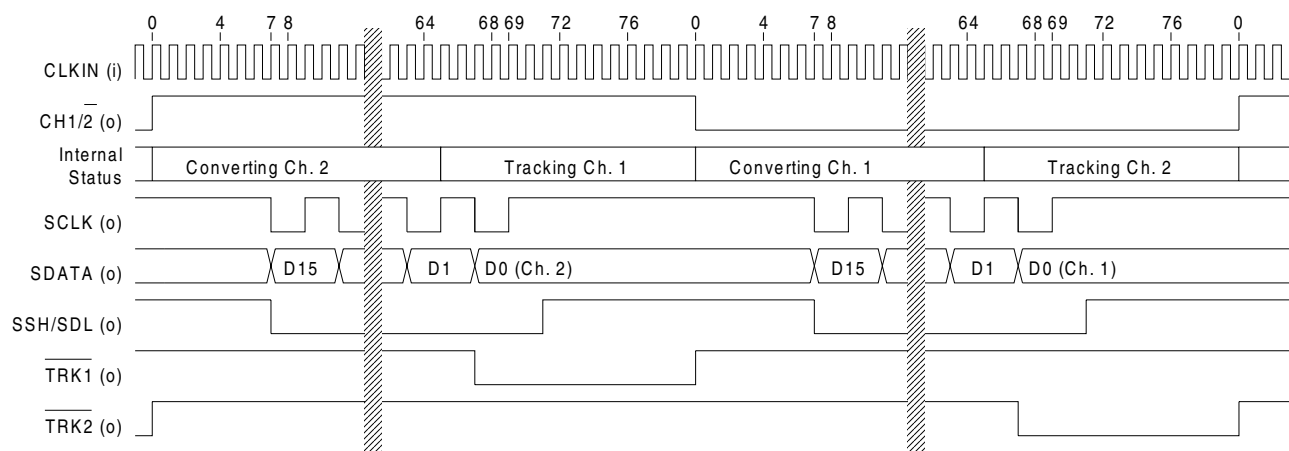 0 4 7 8 64 68 69 72 76 0 4 7 8 64 68 69 72 76 0
CLKIN (i)
CH1/2̅ (o)
Internal
Status
Converting Ch. 2 Tracking Ch. 1 Converting Ch. 1 Tracking Ch. 2
SCLK (o)
SDATA (o) D15 D1 D0 (Ch. 2) D15 D1 D0 (Ch. 1)
SSH/SDL (o)
T̅R̅K̅1̅ (o)
T̅R̅K̅2̅ (o)